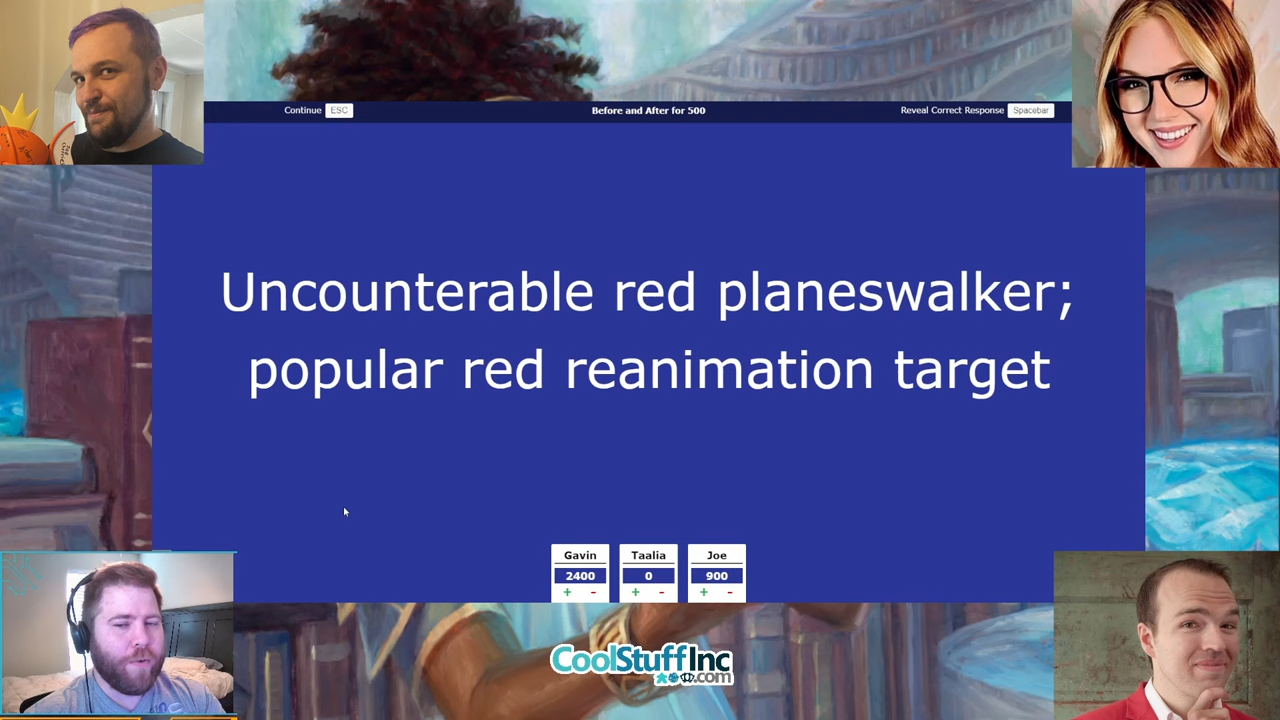 Continue ESC
Before and After for 500
Reveal Correct Response Spacebar
Uncounterable red planeswalker;
popular red reanimation target
Gavin Taalia Joe
2400 0 900
+ - + - + -
CoolStuffInc
.com